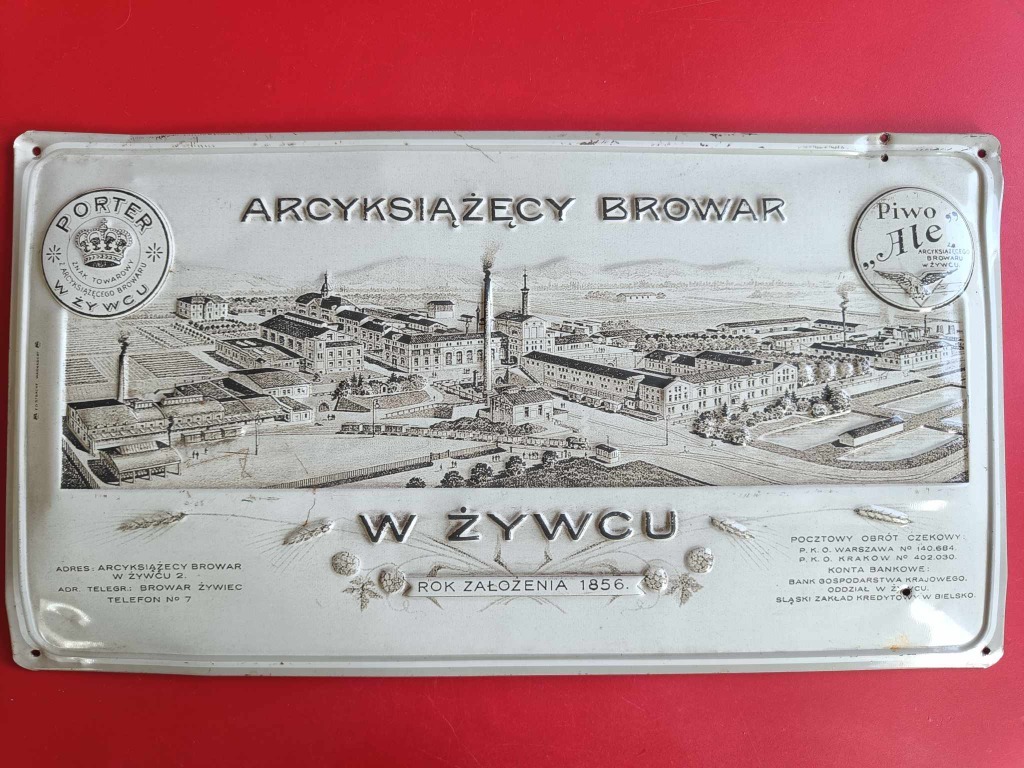 ARCYKSIĄŻĘCY BROWAR
PORTER
ZNAK TOWAROWY
Z ARCYKSIĄŻĘCEGO BROWARU
W ŻYWCU
Piwo
„Ale”
Z
ARCYKSIĄŻĘCEGO
BROWARU
W ŻYWCU
W ŻYWCU
ROK ZAŁOŻENIA 1856.
ADRES: ARCYKSIĄŻĘCY BROWAR
W ŻYWCU 2.
ADR. TELEGR.: BROWAR ŻYWIEC
TELEFON No 7
POCZTOWY OBRÓT CZEKOWY:
P. K. O. WARSZAWA No 140.684.
P. K. O. KRAKÓW No 402.030.
KONTA BANKOWE:
BANK GOSPODARSTWA KRAJOWEGO.
ODDZIAŁ W ŻYWCU.
SLĄSKI ZAKŁAD KREDYTOWY W BIELSKO.